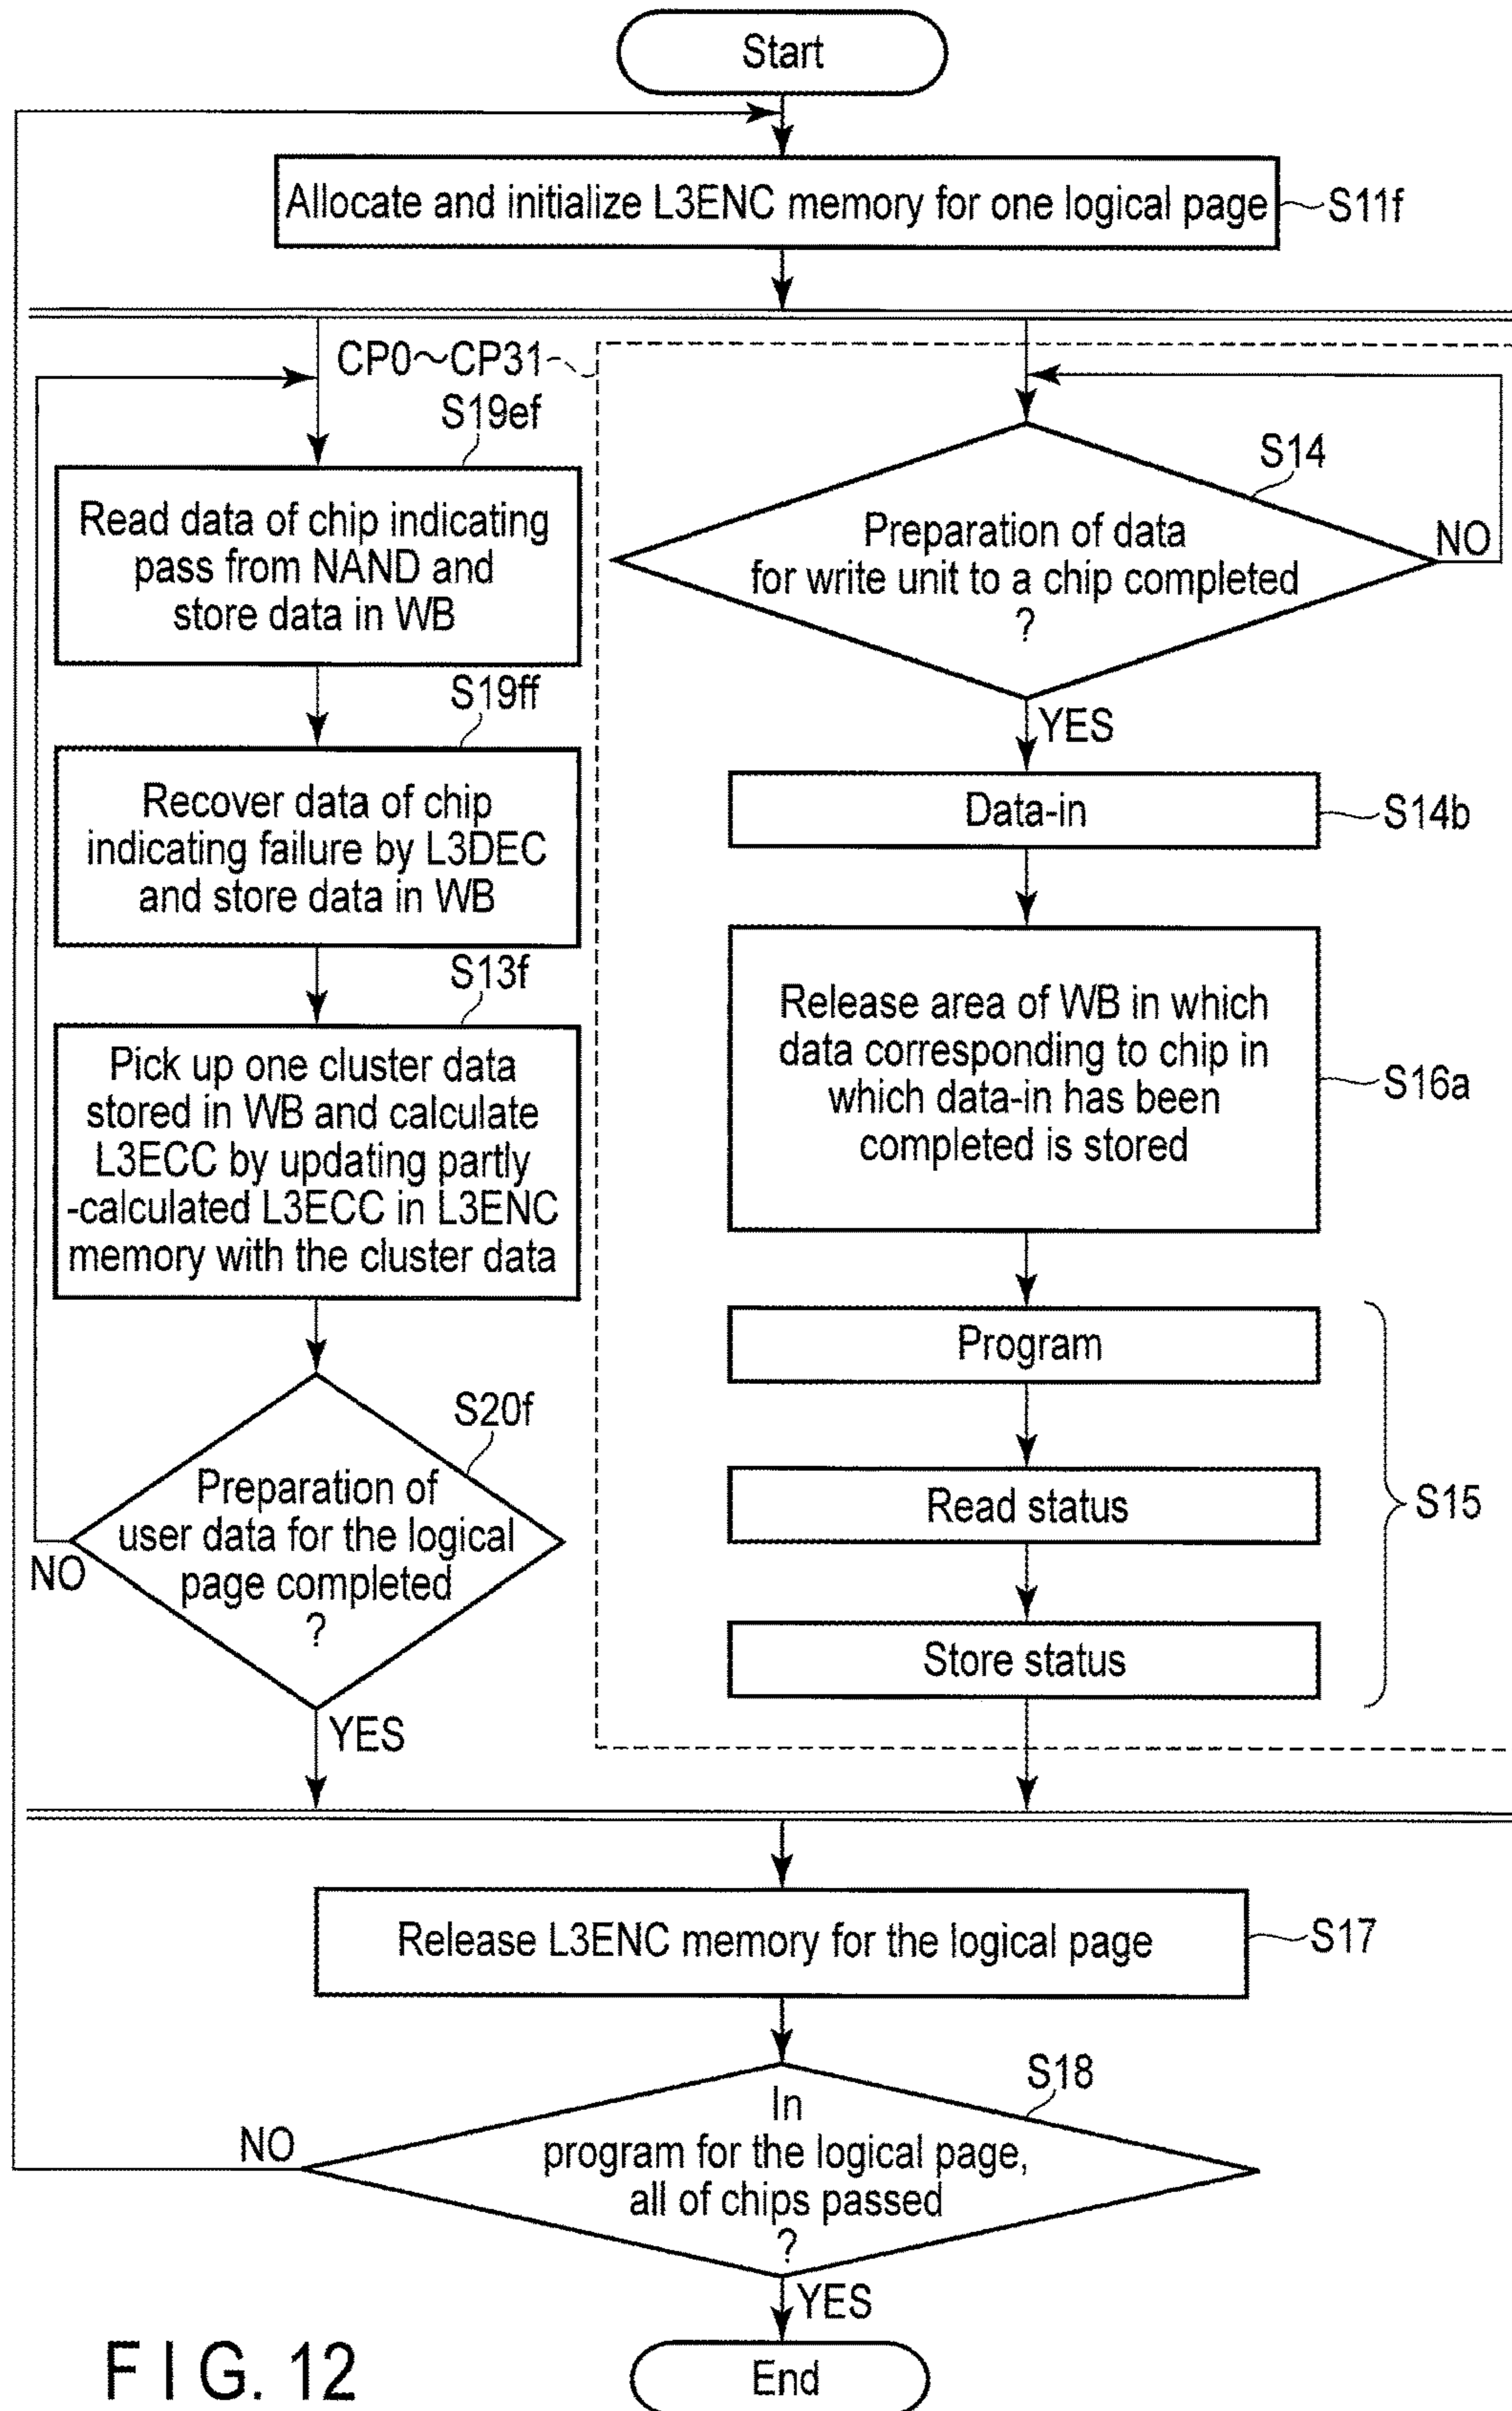 Start
Allocate and initialize L3ENC memory for one logical page
S11f
CP0～CP31
S19ef
Read data of chip indicating
pass from NAND and
store data in WB
S19ff
Recover data of chip
indicating failure by L3DEC
and store data in WB
S13f
Pick up one cluster data
stored in WB and calculate
L3ECC by updating partly
-calculated L3ECC in L3ENC
memory with the cluster data
S20f
Preparation of
user data for the logical
page completed
?
NO
YES
S14
Preparation of data
for write unit to a chip completed
?
NO
YES
Data-in
S14b
Release area of WB in which
data corresponding to chip in
which data-in has been
completed is stored
S16a
Program
Read status
Store status
S15
Release L3ENC memory for the logical page
S17
S18
In
program for the logical page,
all of chips passed
?
NO
YES
End
FIG. 12